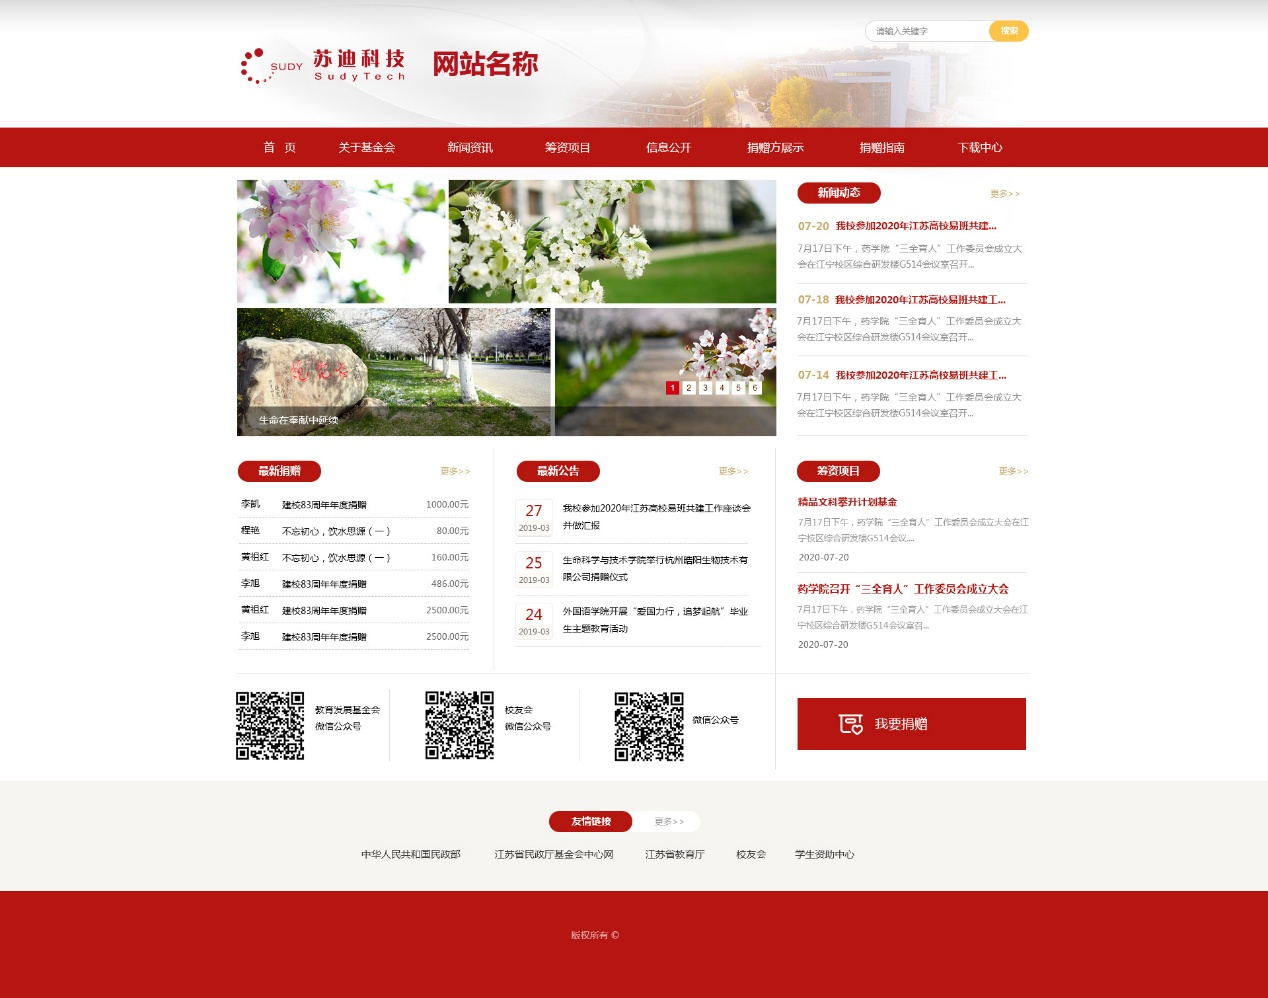 请输入关键字
搜索
SUDY
苏迪科技
SudyTech
网站名称
首 页
关于基金会
新闻资讯
筹资项目
信息公开
捐赠方展示
捐赠指南
下载中心
1 2 3 4 5 6
生命在奉献中延续
新闻动态
更多>>
07-20 我校参加2020年江苏高校易班共建...
7月17日下午，药学院“三全育人”工作委员会成立大
会在江宁校区综合研发楼G514会议室召开...
07-18 我校参加2020年江苏高校易班共建工...
7月17日下午，药学院“三全育人”工作委员会成立大
会在江宁校区综合研发楼G514会议室召开...
07-14 我校参加2020年江苏高校易班共建工...
7月17日下午，药学院“三全育人”工作委员会成立大
会在江宁校区综合研发楼G514会议室召开...
最新捐赠
更多>>
李凯 建校83周年年度捐赠 1000.00元
程艳 不忘初心，饮水思源（一） 80.00元
黄祖红 不忘初心，饮水思源（一） 160.00元
李旭 建校83周年年度捐赠 486.00元
黄祖红 建校83周年年度捐赠 2500.00元
李旭 建校83周年年度捐赠 2500.00元
最新公告
更多>>
27
2019-03
我校参加2020年江苏高校易班共建工作座谈会
并做汇报
25
2019-03
生命科学与技术学院举行杭州皓阳生物技术有
限公司捐赠仪式
24
2019-03
外国语学院开展“爱国力行，追梦起航”毕业
生主题教育活动
筹资项目
更多>>
精品文科攀升计划基金
7月17日下午，药学院“三全育人”工作委员会成立大会在江
宁校区综合研发楼G514会议....
2020-07-20
药学院召开“三全育人”工作委员会成立大会
7月17日下午，药学院“三全育人”工作委员会成立大会在江
宁校区综合研发楼G514会议室召...
2020-07-20
教育发展基金会
微信公众号
校友会
微信公众号
微信公众号
我要捐赠
友情链接
更多>>
中华人民共和国民政部
江苏省民政厅基金会中心网
江苏省教育厅
校友会
学生资助中心
版权所有 ©